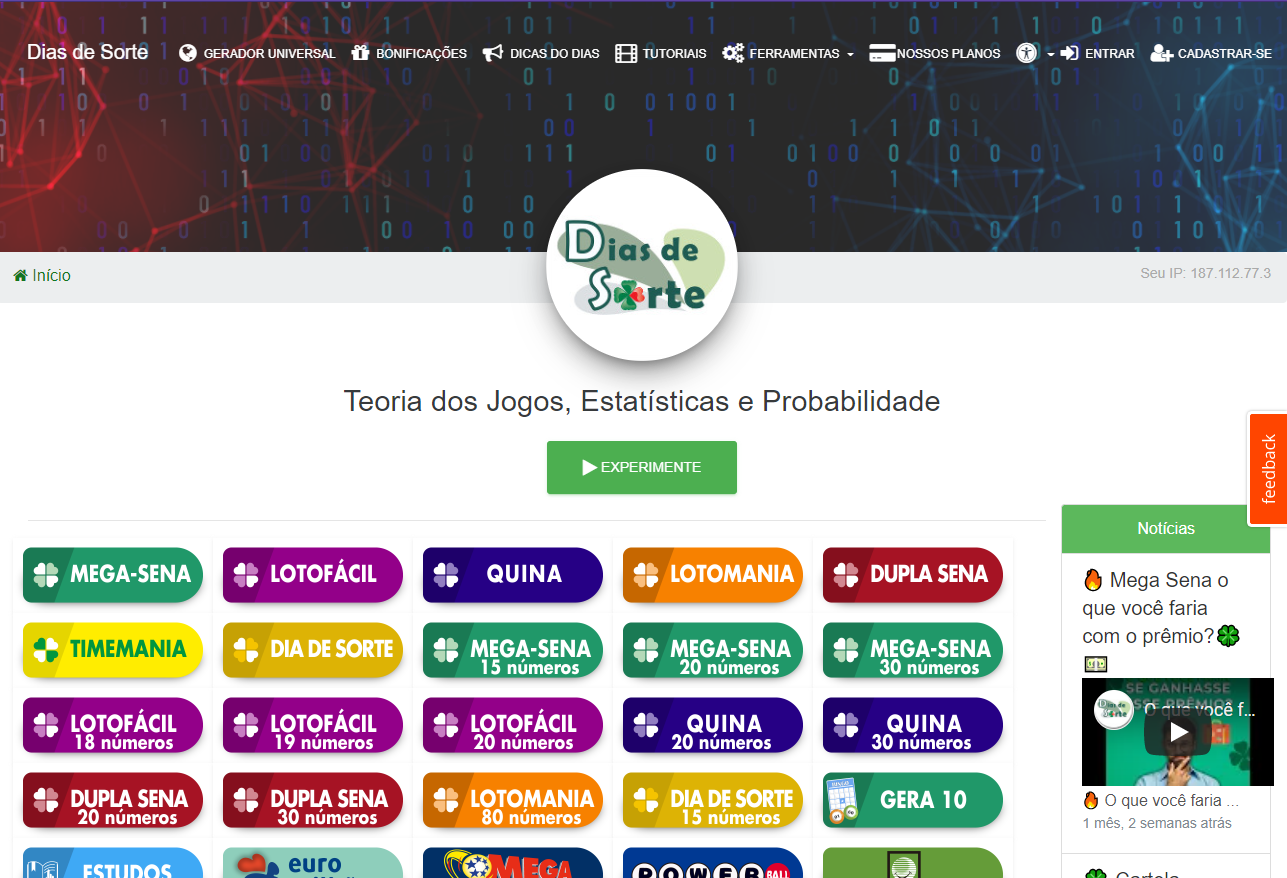 Dias de Sorte
GERADOR UNIVERSAL
BONIFICAÇÕES
DICAS DO DIAS
TUTORIAIS
FERRAMENTAS
NOSSOS PLANOS
ENTRAR
CADASTRAR-SE
Início
Dias de
Sorte
Seu IP: 187.112.77.3
Teoria dos Jogos, Estatísticas e Probabilidade
EXPERIMENTE
feedback
MEGA-SENA
LOTOFÁCIL
QUINA
LOTOMANIA
DUPLA SENA
TIMEMANIA
DIA DE SORTE
MEGA-SENA
15 números
MEGA-SENA
20 números
MEGA-SENA
30 números
LOTOFÁCIL
18 números
LOTOFÁCIL
19 números
LOTOFÁCIL
20 números
QUINA
20 números
QUINA
30 números
DUPLA SENA
20 números
DUPLA SENA
30 números
LOTOMANIA
80 números
DIA DE SORTE
15 números
GERA 10
ESTUDOS
euro
MEGA
POWER
BALL
Notícias
🔥 Mega Sena o
que você faria
com o prêmio?🍀
💵
SE GANHASSE
O que você f...
🔥 O que você faria ...
1 mês, 2 semanas atrás
🍀 Cartela